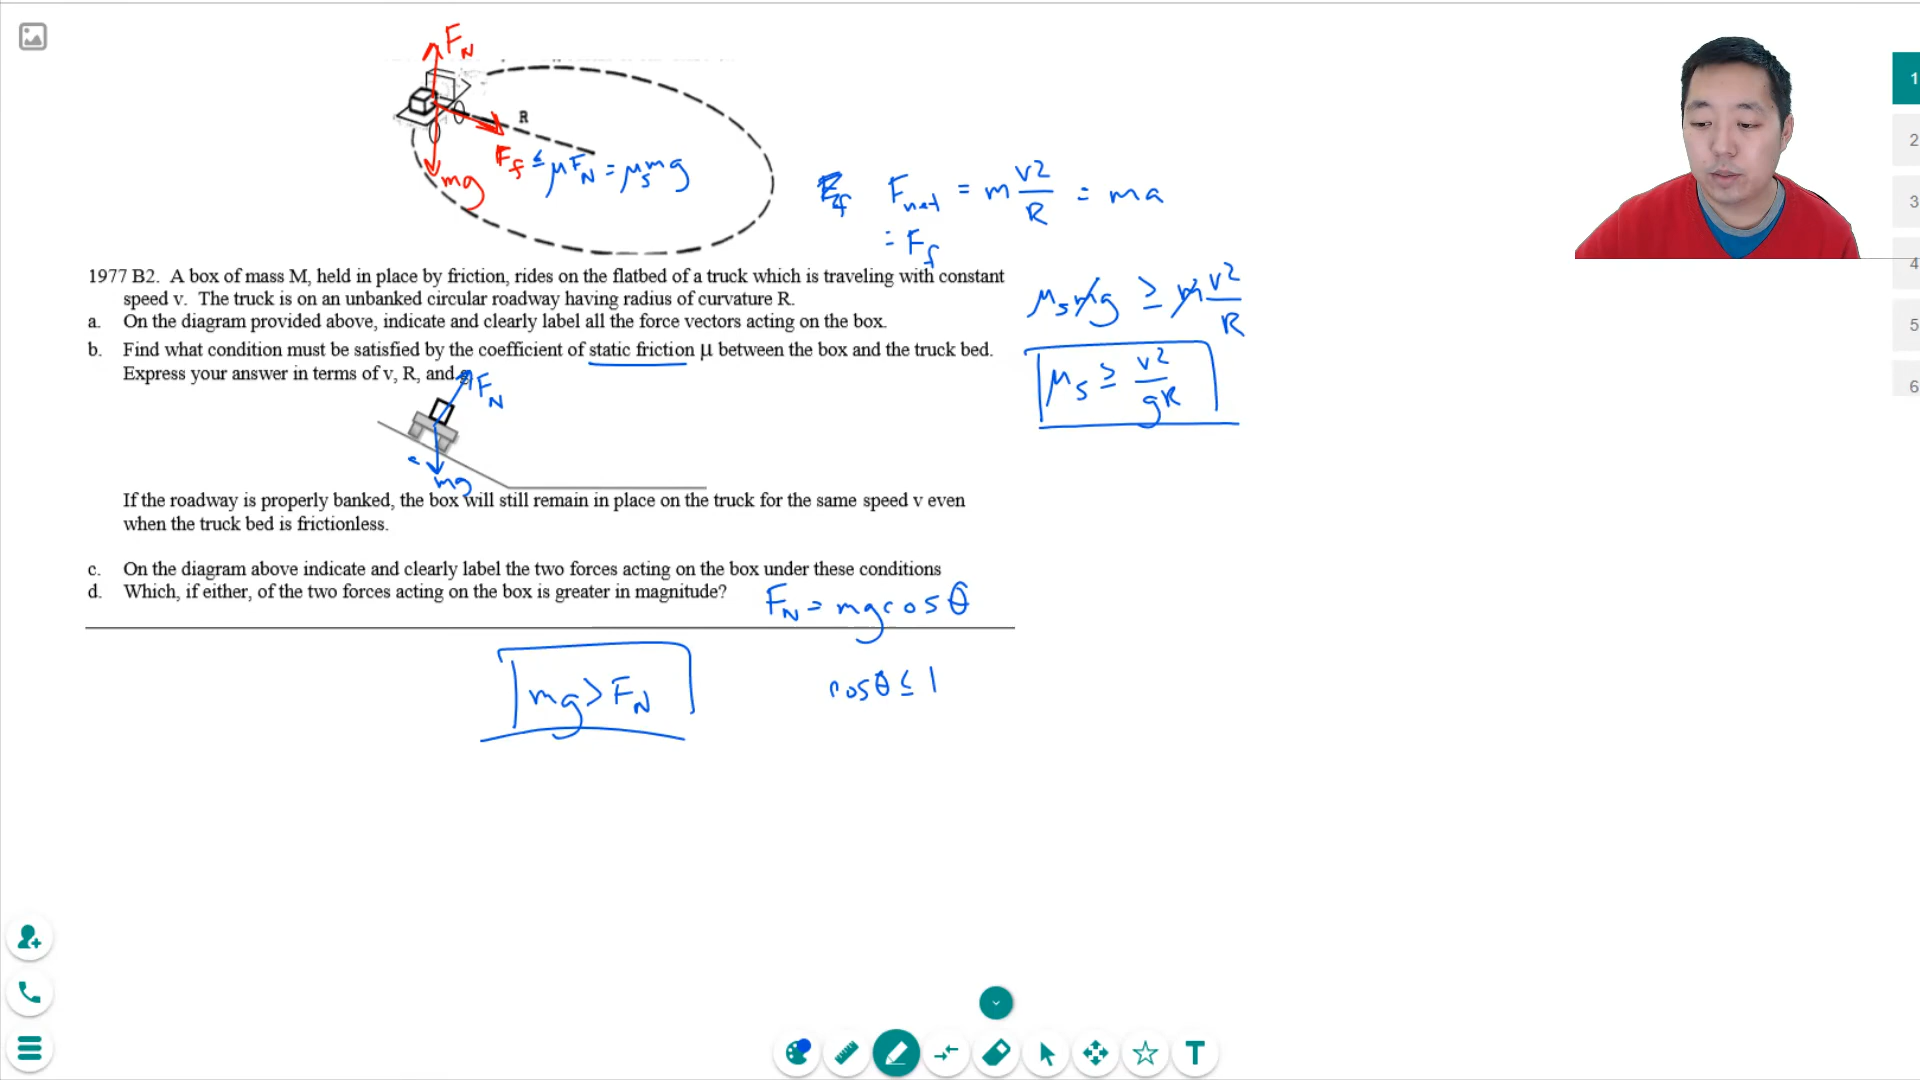 F_N
R
F_f ≤ μF_N = μ_s mg
mg
F_f F_net = m v²/R = ma
= F_f
1977 B2. A box of mass M, held in place by friction, rides on the flatbed of a truck which is traveling with constant
speed v. The truck is on an unbanked circular roadway having radius of curvature R.
a. On the diagram provided above, indicate and clearly label all the force vectors acting on the box.
b. Find what condition must be satisfied by the coefficient of static friction μ between the box and the truck bed.
Express your answer in terms of v, R, and g.
μ_s mg ≥ m v²/R
μ_s ≥ v²/gR
F_N
mg
If the roadway is properly banked, the box will still remain in place on the truck for the same speed v even
when the truck bed is frictionless.
c. On the diagram above indicate and clearly label the two forces acting on the box under these conditions
d. Which, if either, of the two forces acting on the box is greater in magnitude?
F_N = mg cos θ
mg > F_N
cos θ ≤ 1
1
2
3
4
5
6
T